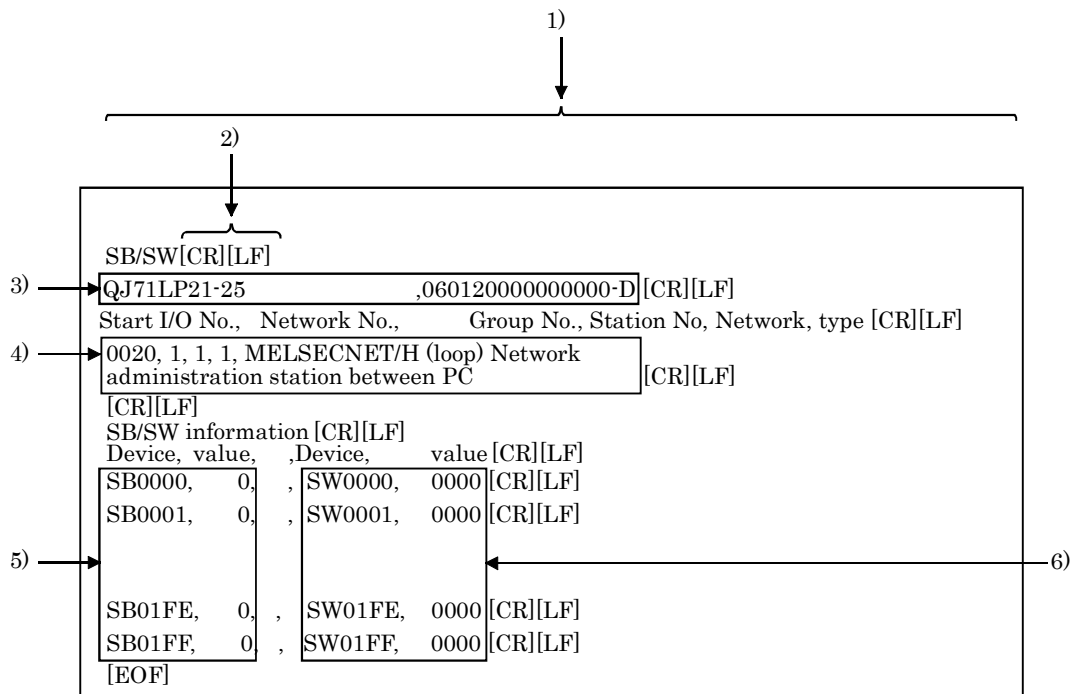 1)
2)
SB/SW[CR][LF]
3)
QJ71LP21-25 ,060120000000000-D [CR][LF]
Start I/O No., Network No., Group No., Station No, Network, type [CR][LF]
4)
0020, 1, 1, 1, MELSECNET/H (loop) Network
administration station between PC [CR][LF]
[CR][LF]
SB/SW information [CR][LF]
Device, value, ,Device, value [CR][LF]
SB0000, 0, , SW0000, 0000 [CR][LF]
SB0001, 0, , SW0001, 0000 [CR][LF]
5)
6)
SB01FE, 0, , SW01FE, 0000 [CR][LF]
SB01FF, 0, , SW01FF, 0000 [CR][LF]
[EOF]